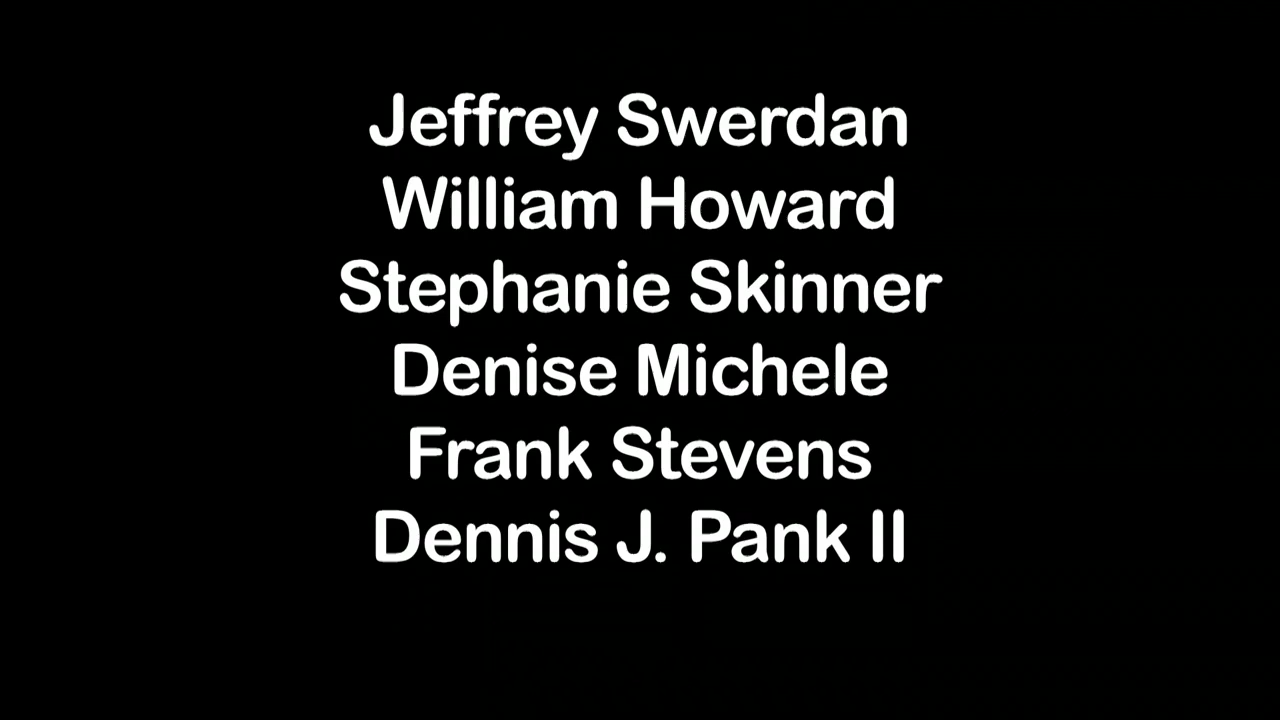 Jeffrey Swerdan
William Howard
Stephanie Skinner
Denise Michele
Frank Stevens
Dennis J. Pank II